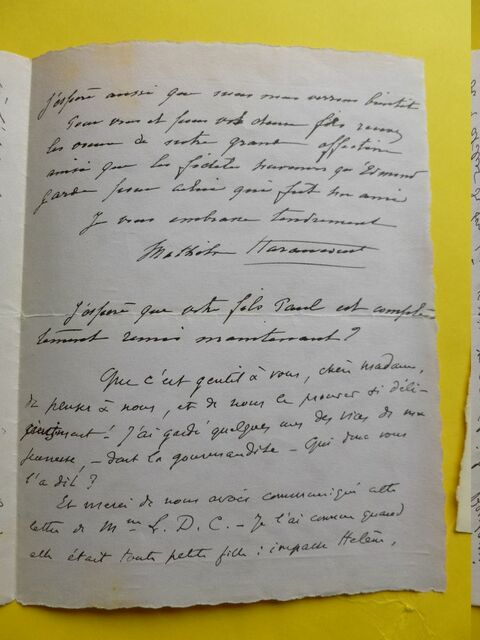 J'espère aussi que nous nous verrons bientôt
Pour vous et pour vos deux fils recevez
les vœux de notre grande affection
ainsi que les fidèles souvenirs qu'Edmond
garde pour celui qui fut son ami
Je vous embrasse tendrement
Mathilde Haraucourt
J'espère que votre fils Paul est complè
tement remis maintenant ?
Que c'est gentil à vous, chère madame,
de penser à nous, et de nous le prouver si déli-
cieusement ! J'ai gardé quelques uns des vices de ma
jeunesse, – dont la gourmandise – Qui donc vous
l'a dit ?
Et merci de nous avoir communiqué cette
lettre de Mme L. D. C. – Je l'ai connue quand
elle était toute petite fille : impasse Hélène,